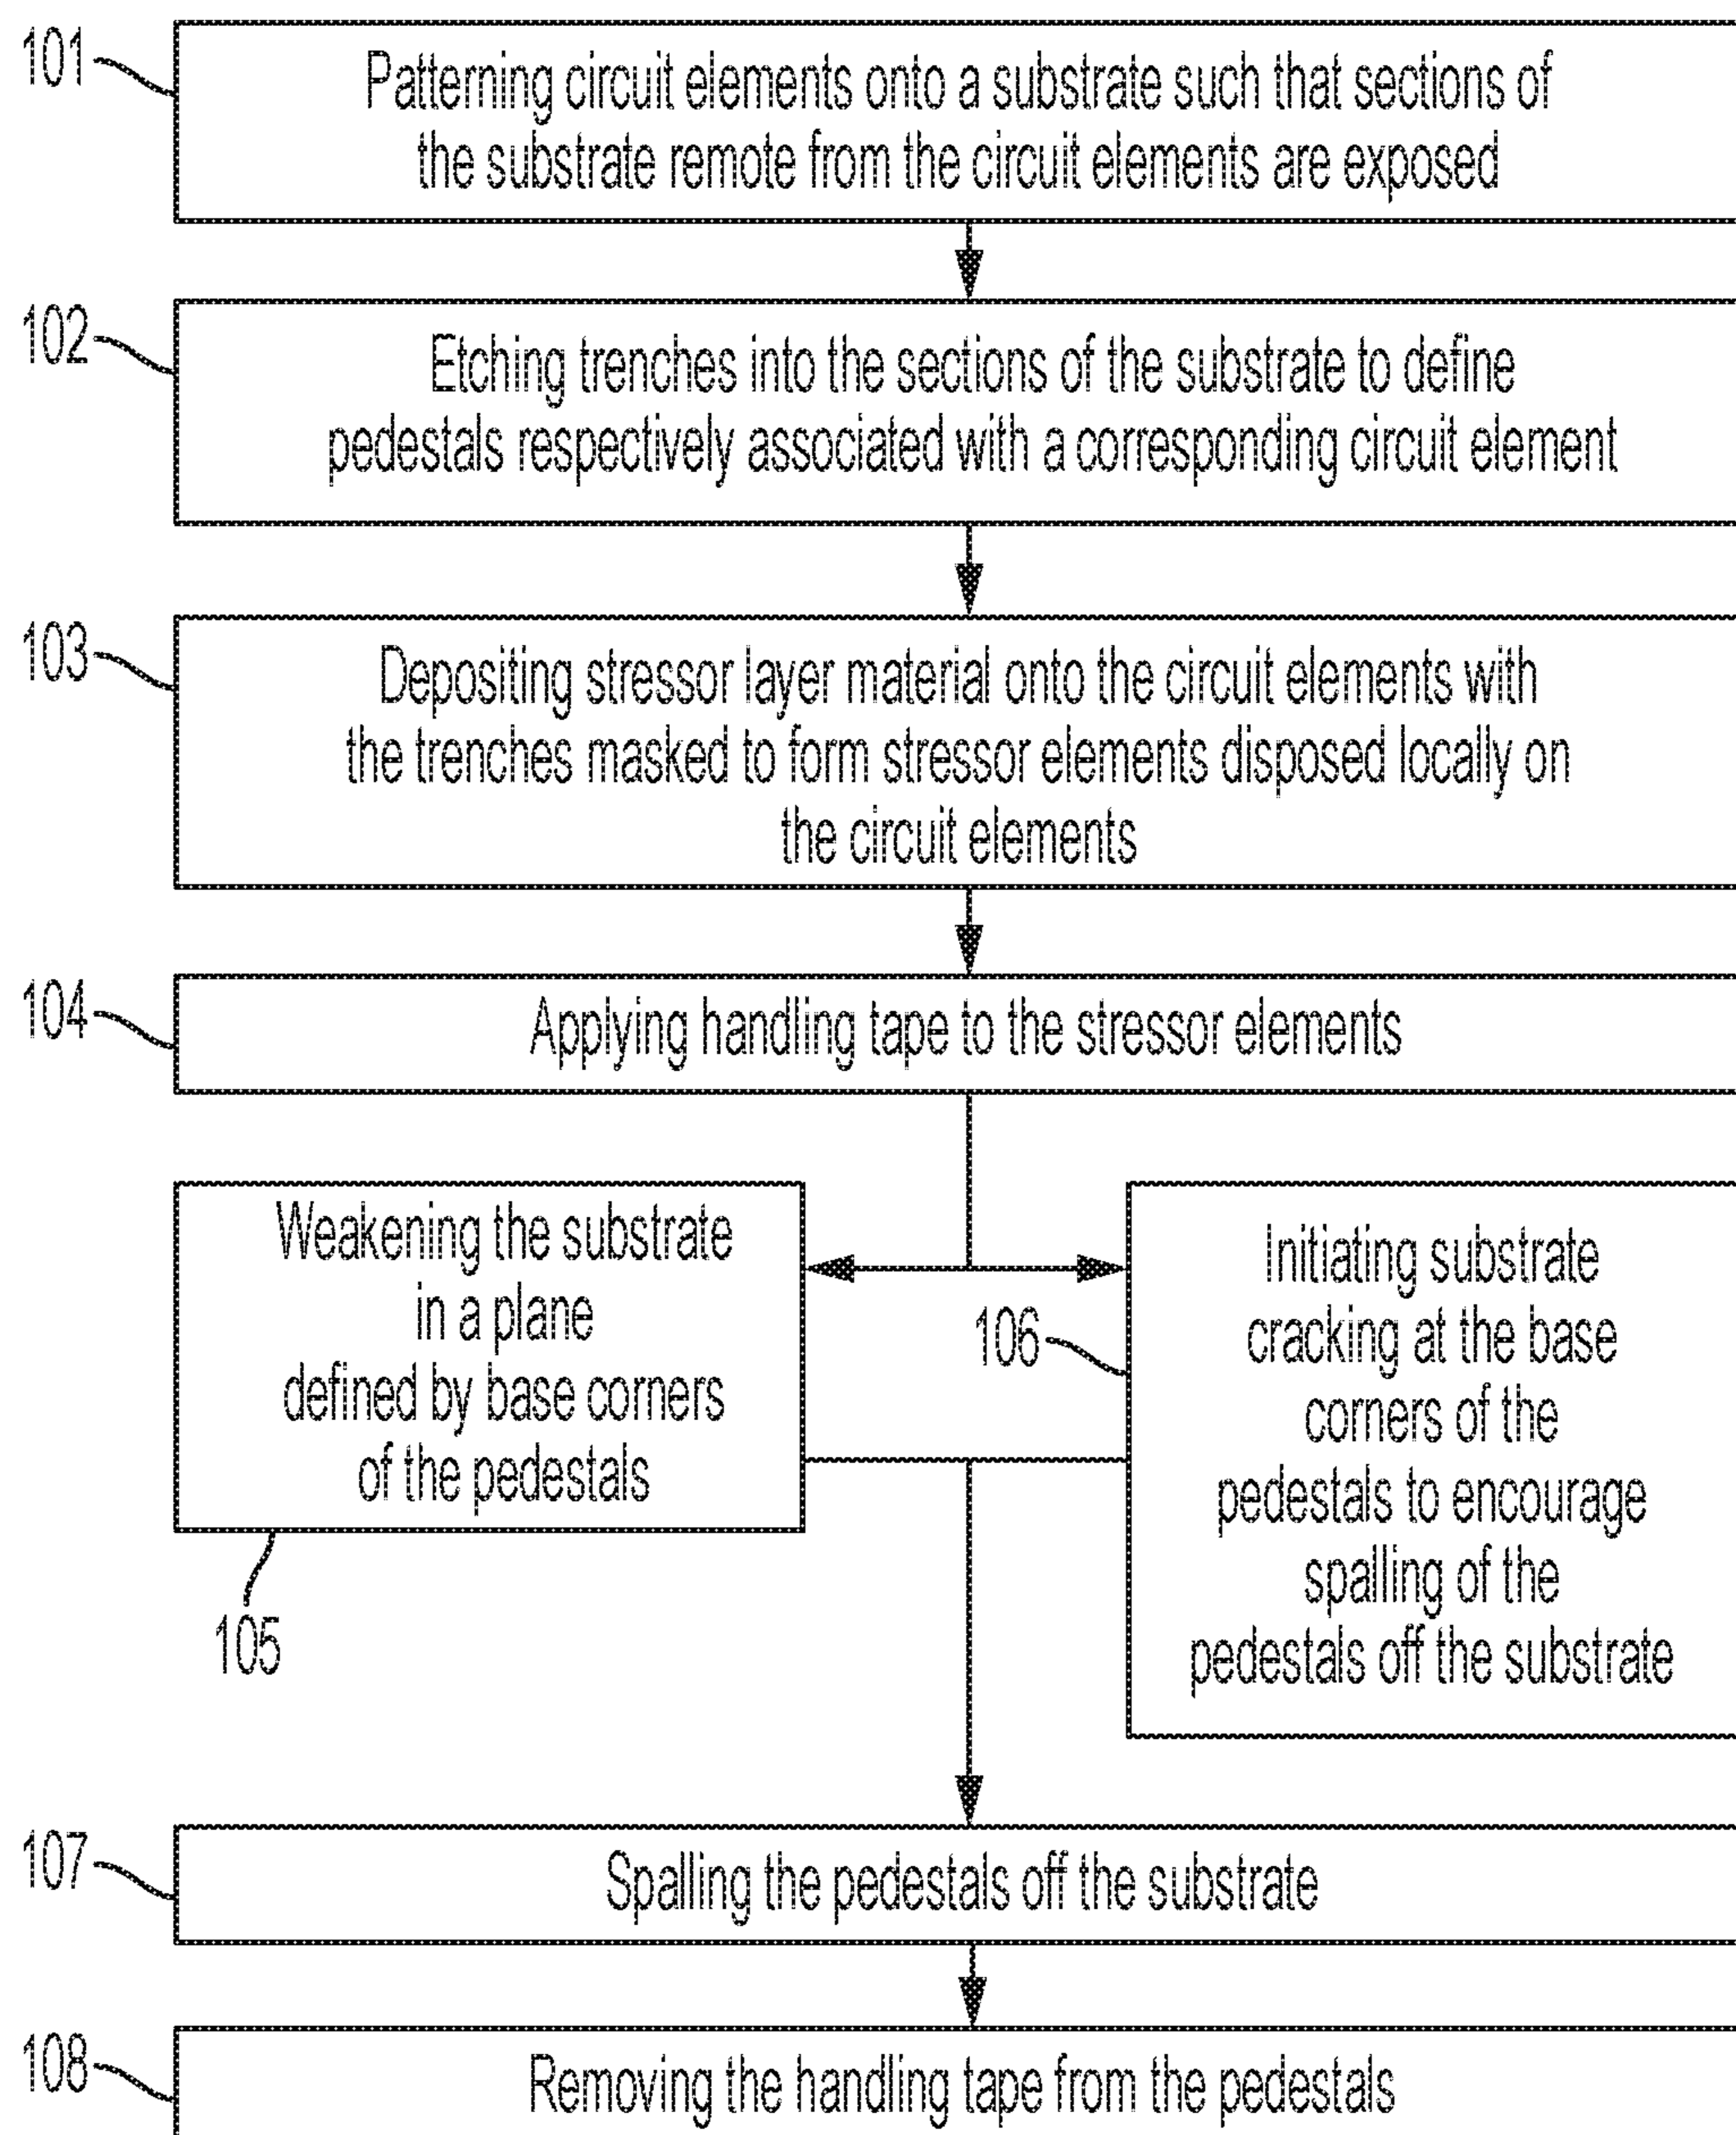 101
Patterning circuit elements onto a substrate such that sections of
the substrate remote from the circuit elements are exposed
102
Etching trenches into the sections of the substrate to define
pedestals respectively associated with a corresponding circuit element
103
Depositing stressor layer material onto the circuit elements with
the trenches masked to form stressor elements disposed locally on
the circuit elements
104
Applying handling tape to the stressor elements
Weakening the substrate
in a plane
defined by base corners
of the pedestals
105
106
Initiating substrate
cracking at the base
corners of the
pedestals to encourage
spalling of the
pedestals off the substrate
107
Spalling the pedestals off the substrate
108
Removing the handling tape from the pedestals